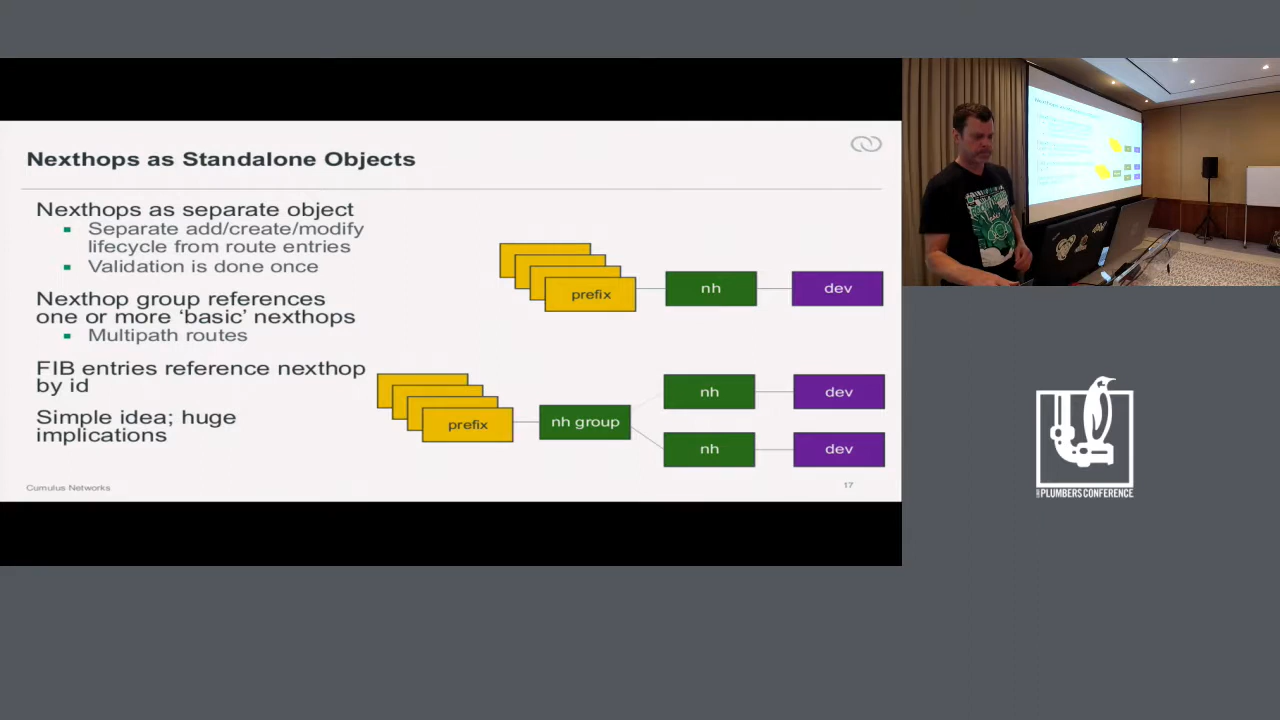 Nexthops as Standalone Objects
Nexthops as separate object
Separate add/create/modify
lifecycle from route entries
Validation is done once
Nexthop group references
one or more ‘basic’ nexthops
Multipath routes
FIB entries reference nexthop
by id
Simple idea; huge
implications
prefix
nh
dev
prefix
nh group
nh
dev
nh
dev
Cumulus Networks
17
PLUMBERS CONFERENCE